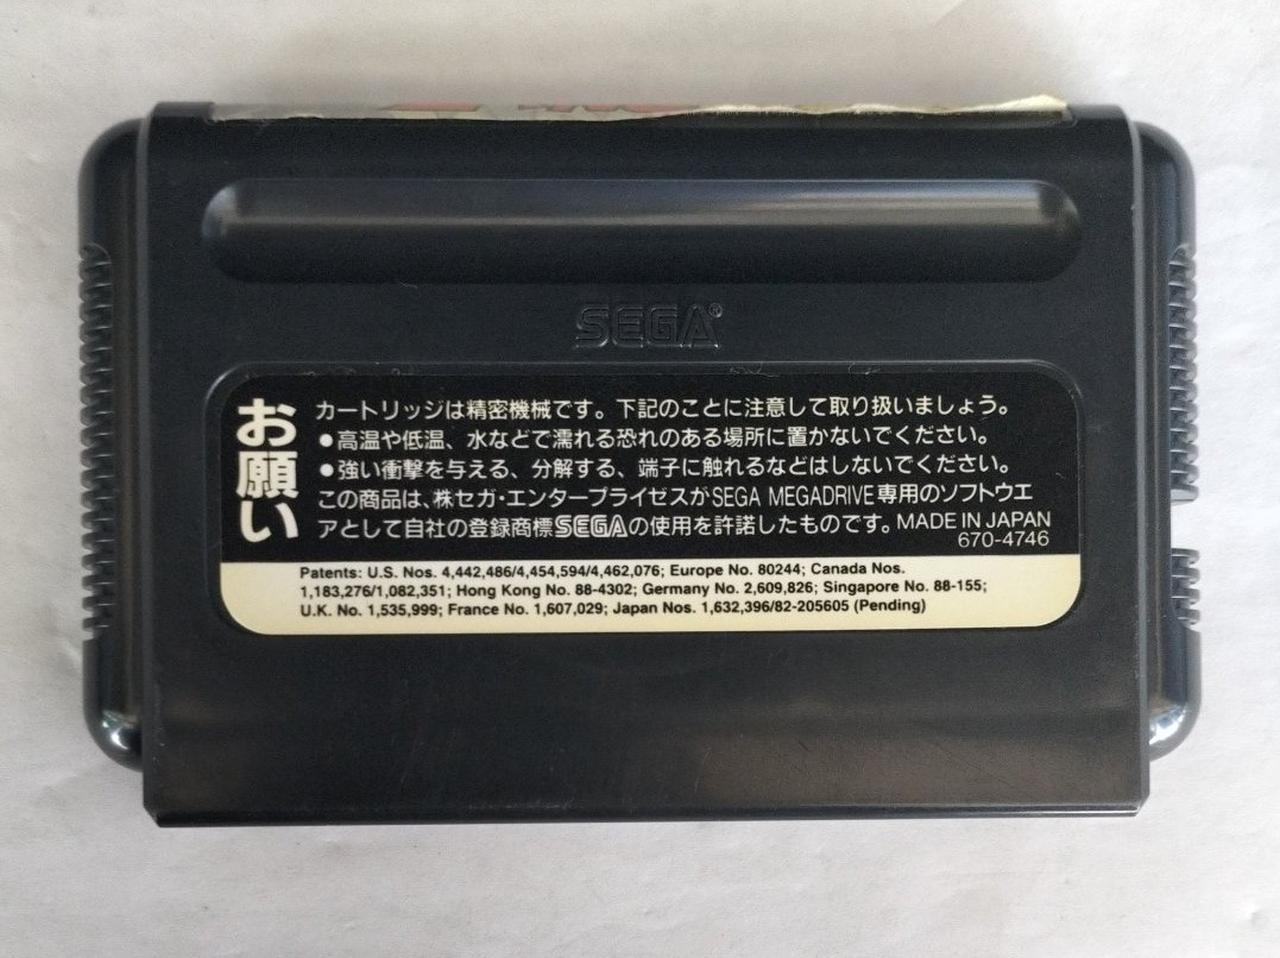 SEGA®
お願い
カートリッジは精密機械です。下記のことに注意して取り扱いましょう。
●高温や低温、水などで濡れる恐れのある場所に置かないでください。
●強い衝撃を与える、分解する、端子に触れるなどはしないでください。
この商品は、株セガ・エンタープライゼスがSEGA MEGADRIVE専用のソフトウエ
アとして自社の登録商標SEGAの使用を許諾したものです。MADE IN JAPAN
670-4746
Patents: U.S. Nos. 4,442,486/4,454,594/4,462,076; Europe No. 80244; Canada Nos.
1,183,276/1,082,351; Hong Kong No. 88-4302; Germany No. 2,609,826; Singapore No. 88-155;
U.K. No. 1,535,999; France No. 1,607,029; Japan Nos. 1,632,396/82-205605 (Pending)